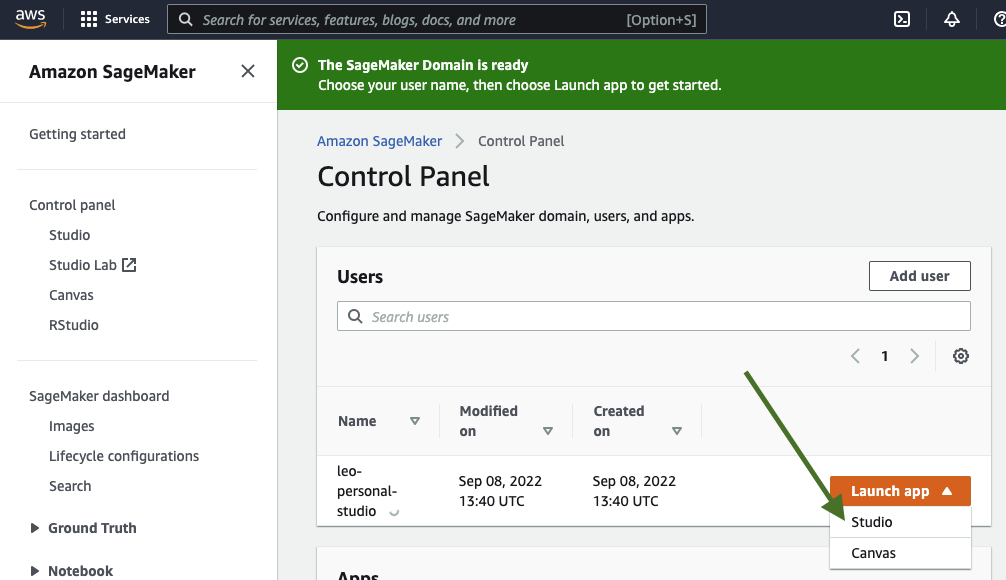 aws
Services
Search for services, features, blogs, docs, and more
[Option+S]
Amazon SageMaker
Getting started
Control panel
Studio
Studio Lab
Canvas
RStudio
SageMaker dashboard
Images
Lifecycle configurations
Search
Ground Truth
Notebook
The SageMaker Domain is ready
Choose your user name, then choose Launch app to get started.
Amazon SageMaker > Control Panel
Control Panel
Configure and manage SageMaker domain, users, and apps.
Users
Add user
Search users
1
Name
Modified
on
Created
on
leo-
personal-
studio
Sep 08, 2022
13:40 UTC
Sep 08, 2022
13:40 UTC
Launch app
Studio
Canvas
Apps